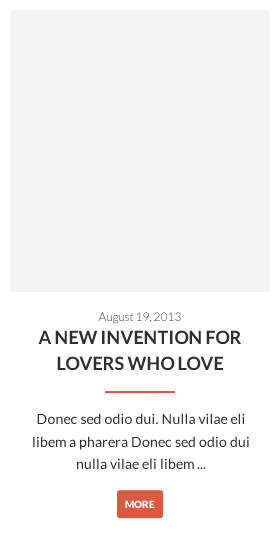 August 19, 2013
A NEW INVENTION FOR
LOVERS WHO LOVE
Donec sed odio dui. Nulla vilae eli
libem a pharera Donec sed odio dui
nulla vilae eli libem ...
MORE